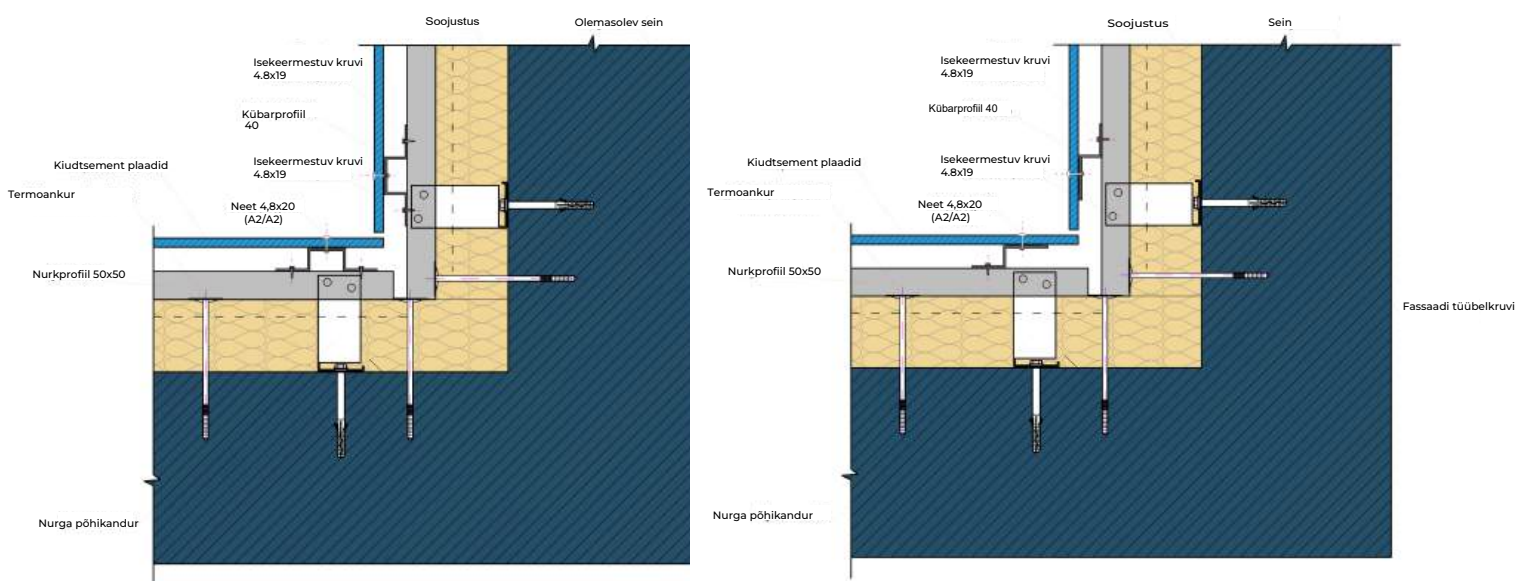 Soojustus
Olemasolev sein
Isekeermestuv kruvi
4.8x19
Kübarprofiil
40
Isekeermestuv kruvi
4.8x19
Kiudtsement plaadid
Termoankur
Neet 4,8x20
(A2/A2)
Nurkprofiil 50x50
Nurga põhikandur
Soojustus
Sein
Isekeermestuv kruvi
4.8x19
Kübarprofiil 40
Isekeermestuv kruvi
4.8x19
Kiudtsement plaadid
Termoankur
Neet 4,8x20
(A2/A2)
Nurkprofiil 50x50
Fassaadi tüübelkruvi
Nurga põhikandur